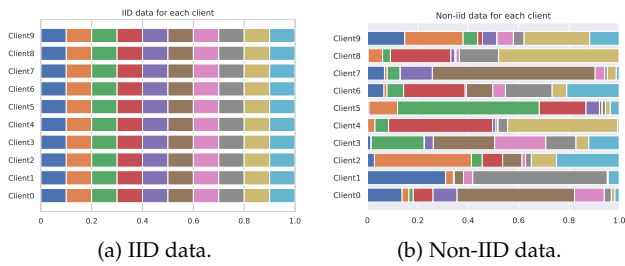 IID data for each client
Client9
Client8
Client7
Client6
Client5
Client4
Client3
Client2
Client1
Client0
0.0 0.2 0.4 0.6 0.8 1.0
(a) IID data.
Non-iid data for each client
Client9
Client8
Client7
Client6
Client5
Client4
Client3
Client2
Client1
Client0
0.0 0.2 0.4 0.6 0.8 1.0
(b) Non-IID data.